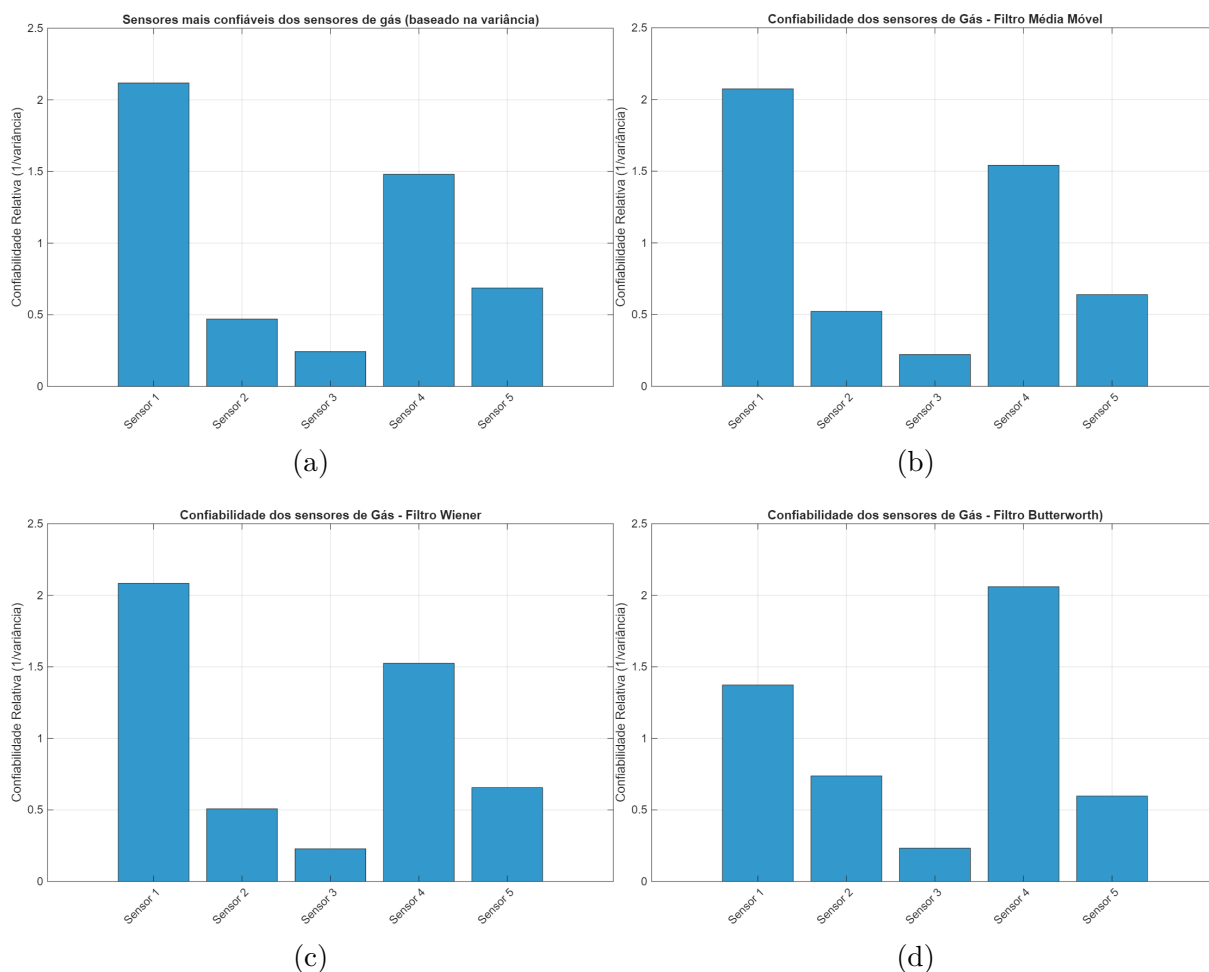 Sensores mais confiáveis dos sensores de gás (baseado na variância)
Confiabilidade Relativa (1/variância)
2.5
2
1.5
1
0.5
0
Sensor 1
Sensor 2
Sensor 3
Sensor 4
Sensor 5
(a)
Confiabilidade dos sensores de Gás - Filtro Média Móvel
Confiabilidade Relativa (1/variância)
2.5
2
1.5
1
0.5
0
Sensor 1
Sensor 2
Sensor 3
Sensor 4
Sensor 5
(b)
Confiabilidade dos sensores de Gás - Filtro Wiener
Confiabilidade Relativa (1/variância)
2.5
2
1.5
1
0.5
0
Sensor 1
Sensor 2
Sensor 3
Sensor 4
Sensor 5
(c)
Confiabilidade dos sensores de Gás - Filtro Butterworth)
Confiabilidade Relativa (1/variância)
2.5
2
1.5
1
0.5
0
Sensor 1
Sensor 2
Sensor 3
Sensor 4
Sensor 5
(d)